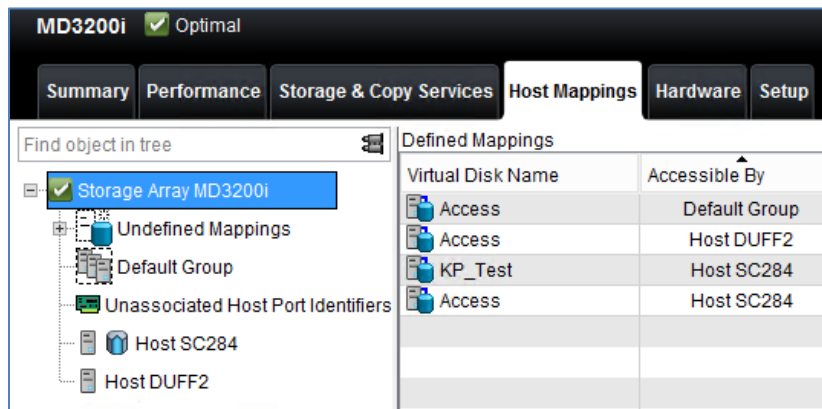 MD3200i Optimal
Summary Performance Storage & Copy Services Host Mappings Hardware Setup
Find object in tree
Storage Array MD3200i
Undefined Mappings
Default Group
Unassociated Host Port Identifiers
Host SC284
Host DUFF2
Defined Mappings
Virtual Disk Name Accessible By
Access Default Group
Access Host DUFF2
KP_Test Host SC284
Access Host SC284